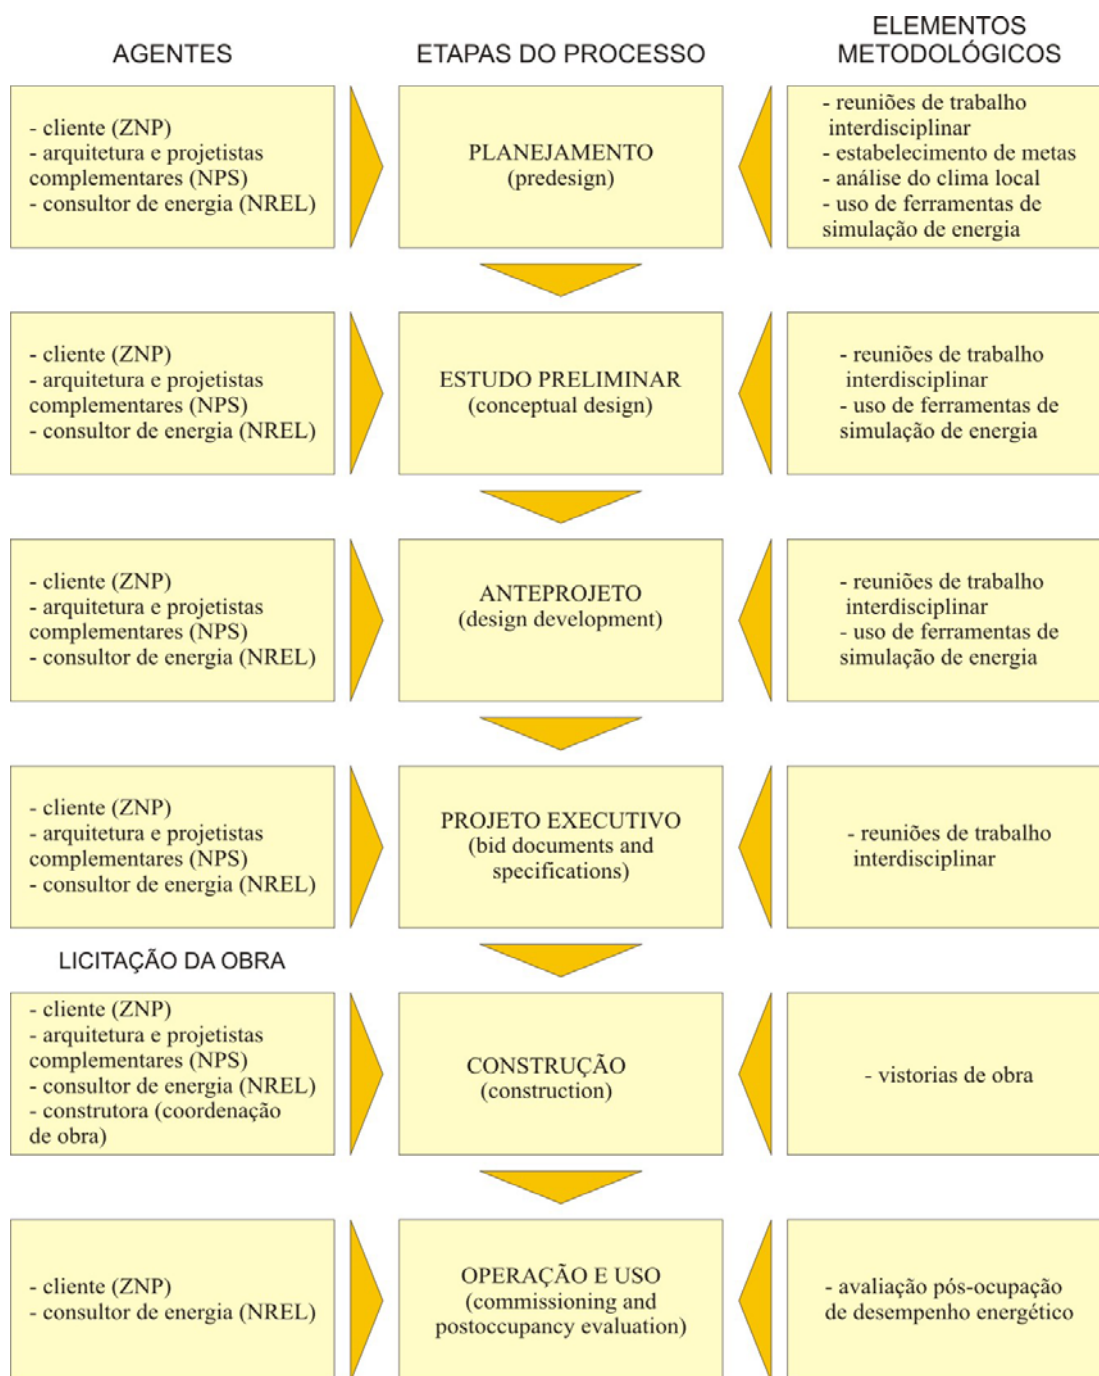 AGENTES
ETAPAS DO PROCESSO
ELEMENTOS
METODOLÓGICOS
- cliente (ZNP)
- arquitetura e projetistas
complementares (NPS)
- consultor de energia (NREL)
PLANEJAMENTO
(predesign)
- reuniões de trabalho
interdisciplinar
- estabelecimento de metas
- análise do clima local
- uso de ferramentas de
simulação de energia
- cliente (ZNP)
- arquitetura e projetistas
complementares (NPS)
- consultor de energia (NREL)
ESTUDO PRELIMINAR
(conceptual design)
- reuniões de trabalho
interdisciplinar
- uso de ferramentas de
simulação de energia
- cliente (ZNP)
- arquitetura e projetistas
complementares (NPS)
- consultor de energia (NREL)
ANTEPROJETO
(design development)
- reuniões de trabalho
interdisciplinar
- uso de ferramentas de
simulação de energia
- cliente (ZNP)
- arquitetura e projetistas
complementares (NPS)
- consultor de energia (NREL)
PROJETO EXECUTIVO
(bid documents and
specifications)
- reuniões de trabalho
interdisciplinar
LICITAÇÃO DA OBRA
- cliente (ZNP)
- arquitetura e projetistas
complementares (NPS)
- consultor de energia (NREL)
- construtora (coordenação
de obra)
CONSTRUÇÃO
(construction)
- vistorias de obra
- cliente (ZNP)
- consultor de energia (NREL)
OPERAÇÃO E USO
(commissioning and
postoccupancy evaluation)
- avaliação pós-ocupação
de desempenho energético